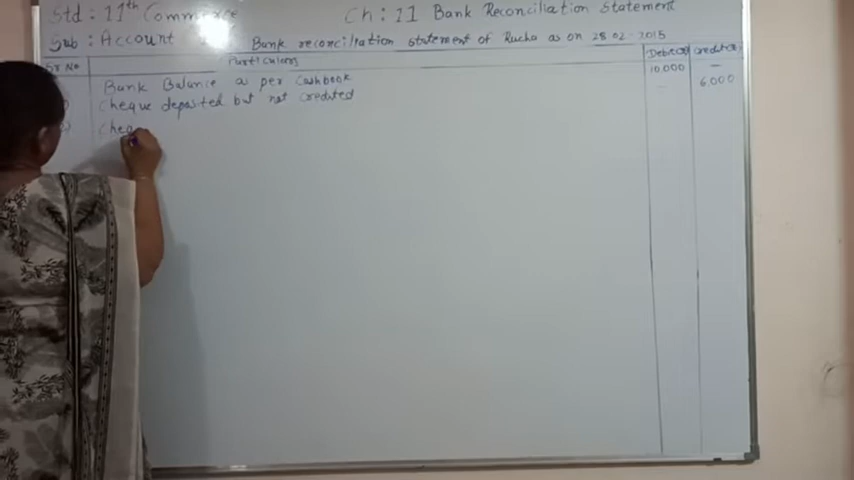 Std : 11th Commerce Ch : 11 Bank Reconciliation Statement
Sub : Account
Bank reconciliation statement of Rucha as on 28-02-2015
Sr No Particulars Debit(₹) Credit(₹)
Bank Balance as per Cashbook 10,000 —
Cheque deposited but not credited — 6,000
Cheq